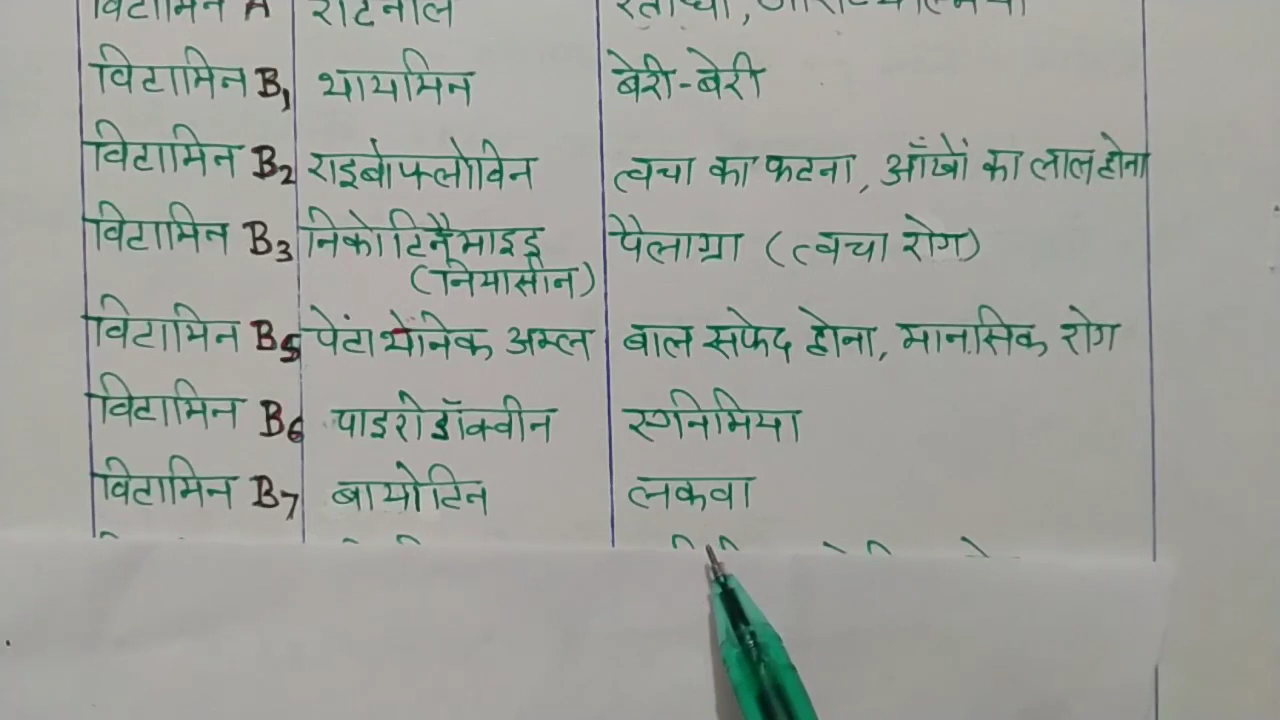 विटामिन A रेटिनॉल
विटामिन B1 थायमिन बेरी-बेरी
विटामिन B2 राइबोफ्लोविन त्वचा का फटना, आँखों का लाल होना
विटामिन B3 निकोटिनैमाइड पैलाग्रा (त्वचा रोग)
(नियासीन)
विटामिन B5 पेंटाथेनिक अम्ल बाल सफेद होना, मानसिक रोग
विटामिन B6 पाइरोडॉक्वीन एनिमिया
विटामिन B7 बायोटिन लकवा